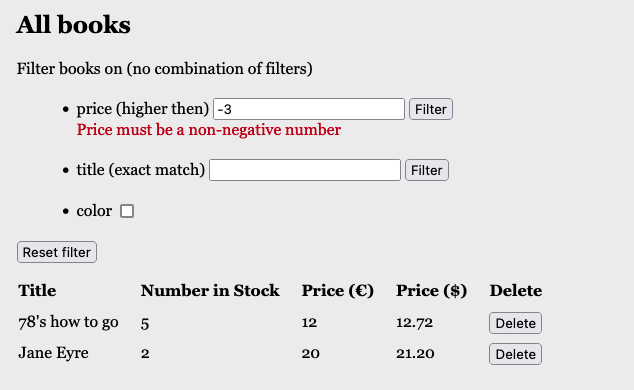 All books
Filter books on (no combination of filters)
price (higher then) -3 Filter
Price must be a non-negative number
title (exact match) Filter
color
Reset filter
Title Number in Stock Price (€) Price ($) Delete
78's how to go 5 12 12.72 Delete
Jane Eyre 2 20 21.20 Delete